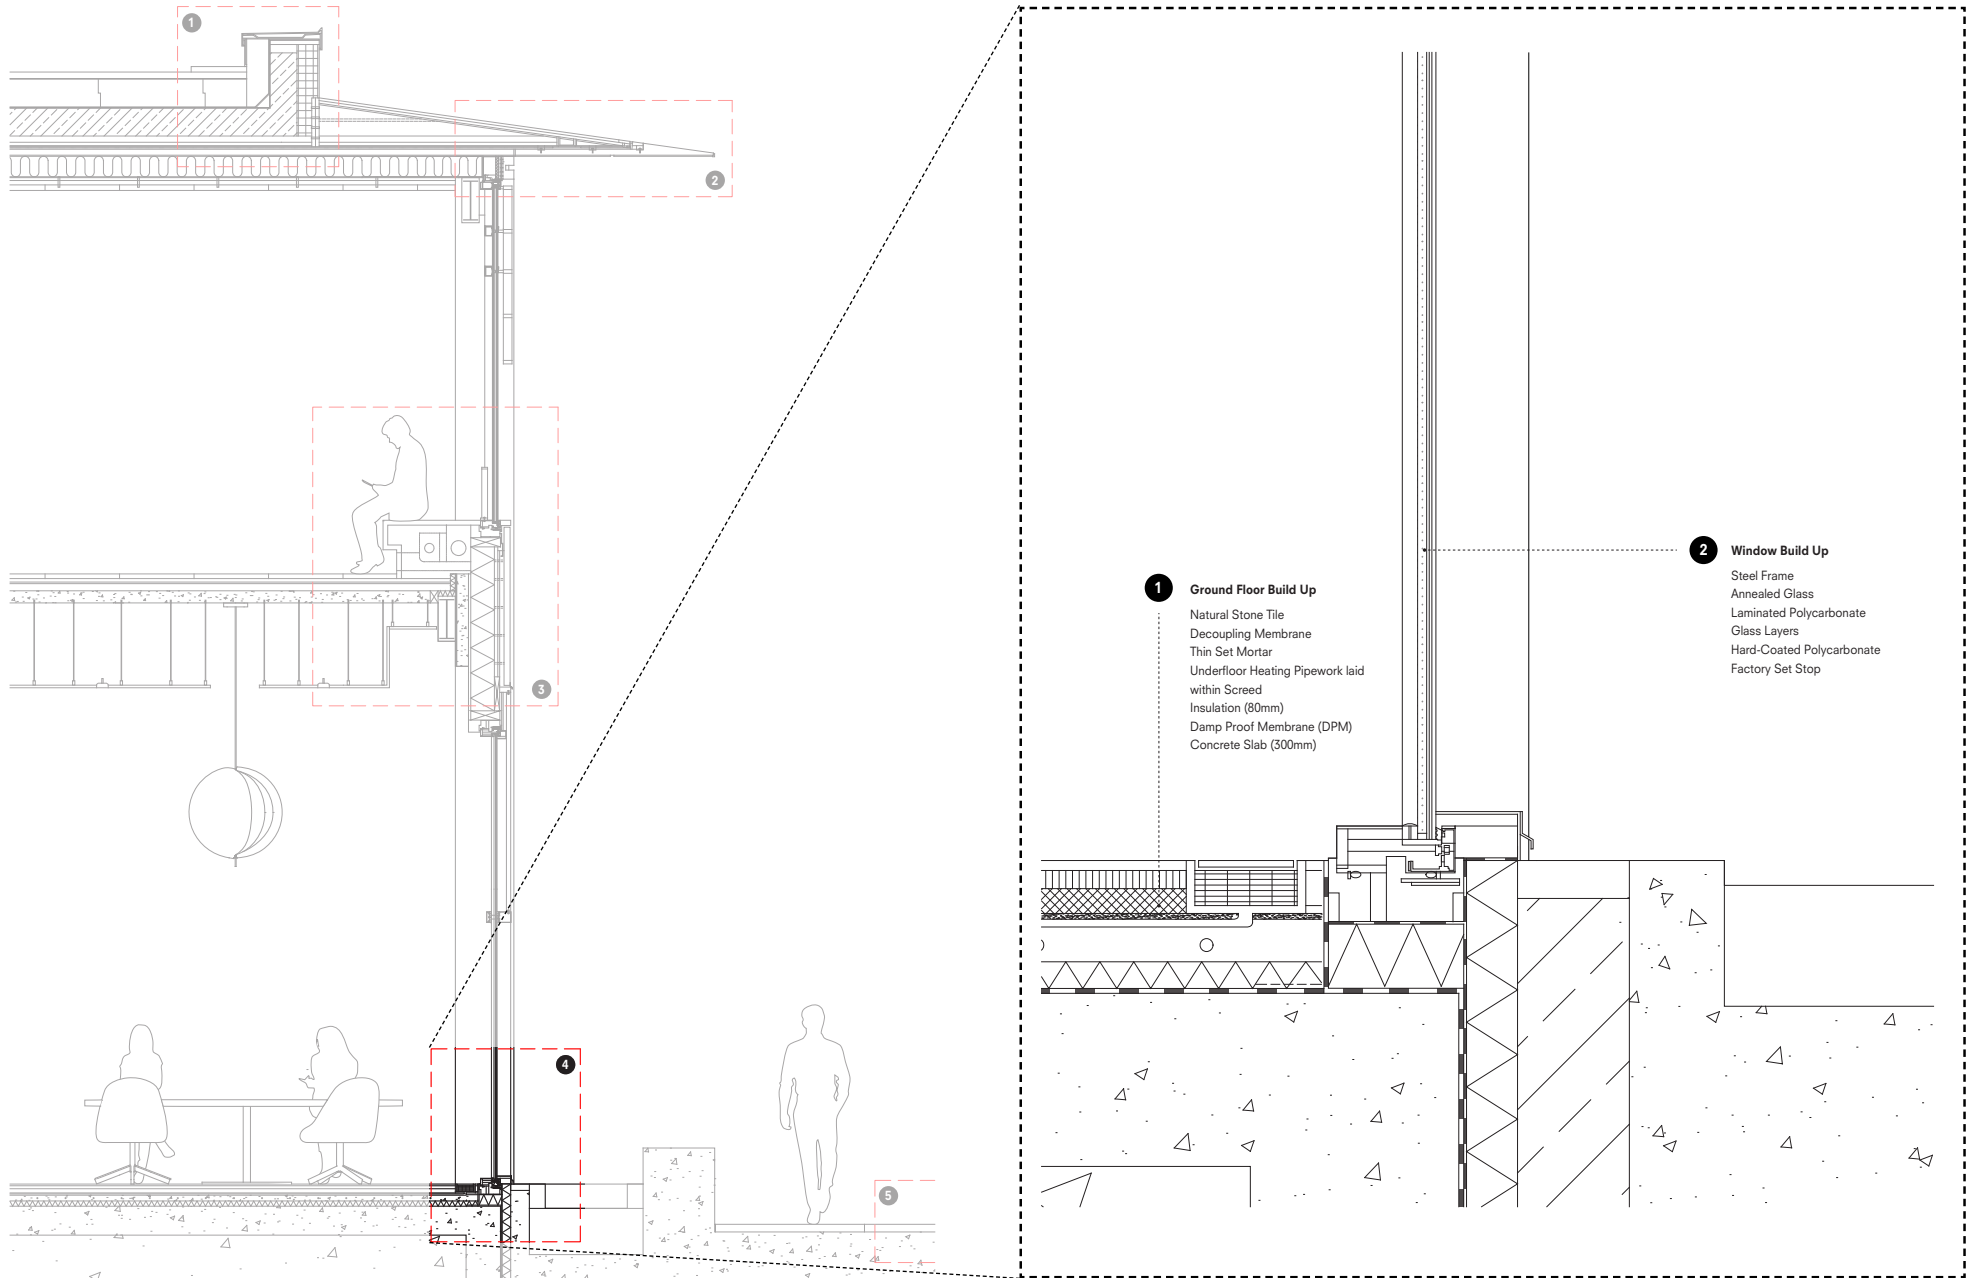 1
2
3
4
5
1 Ground Floor Build Up
Natural Stone Tile
Decoupling Membrane
Thin Set Mortar
Underfloor Heating Pipework laid
within Screed
Insulation (80mm)
Damp Proof Membrane (DPM)
Concrete Slab (300mm)
2 Window Build Up
Steel Frame
Annealed Glass
Laminated Polycarbonate
Glass Layers
Hard-Coated Polycarbonate
Factory Set Stop